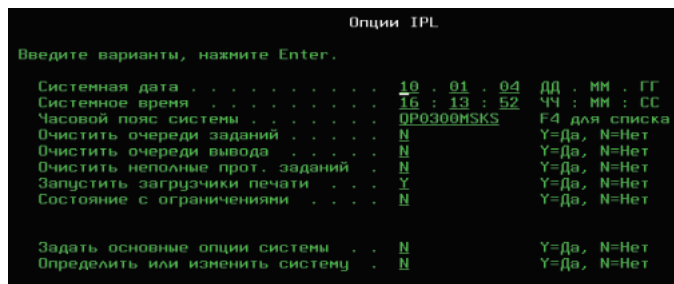 Опции IPL
Введите варианты, нажмите Enter.
Системная дата . . . . . . . . . . 10 . 01 . 04 ДД . ММ . ГГ
Системное время . . . . . . . . . 16 : 13 : 52 ЧЧ : ММ : СС
Часовой пояс системы . . . . . . . QP0300MSKS F4 для списка
Очистить очереди заданий . . . . . N Y=Да, N=Нет
Очистить очереди вывода . . . . . N Y=Да, N=Нет
Очистить неполные прот. заданий . N Y=Да, N=Нет
Запустить загрузчики печати . . . Y Y=Да, N=Нет
Состояние с ограничениями . . . . N Y=Да, N=Нет
Задать основные опции системы . . N Y=Да, N=Нет
Определить или изменить систему . N Y=Да, N=Нет